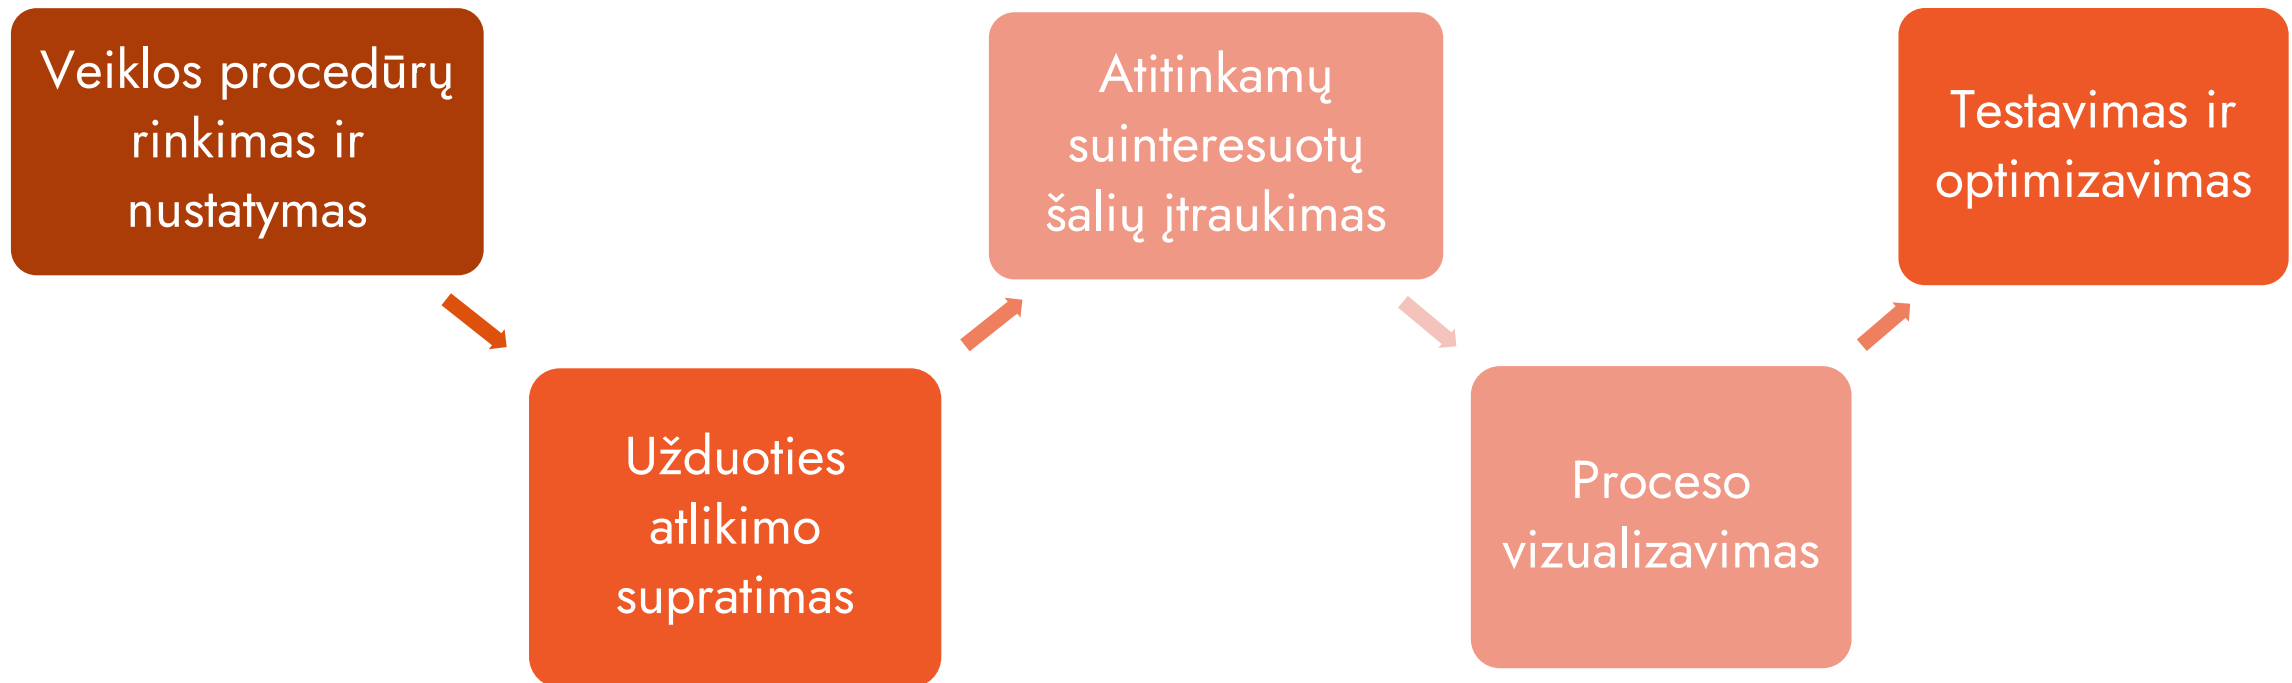 Veiklos procedūrų
rinkimas ir
nustatymas
Užduoties
atlikimo
supratimas
Atitinkamų
suinteresuotų
šalių įtraukimas
Proceso
vizualizavimas
Testavimas ir
optimizavimas